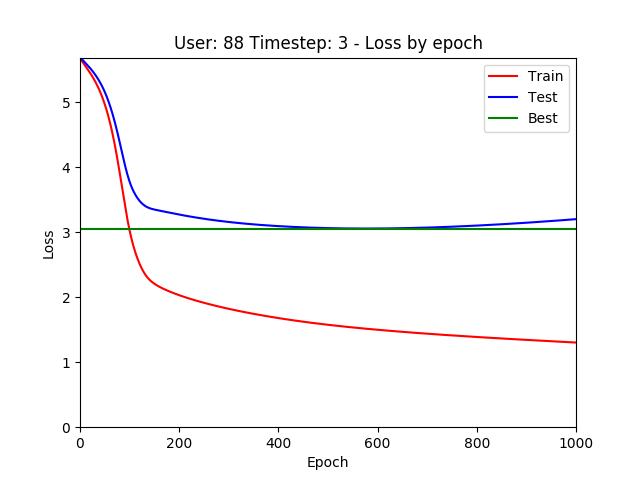 User: 88 Timestep: 3 - Loss by epoch
Train
Test
Best
5
4
3
2
1
0
Loss
0 200 400 600 800 1000
Epoch